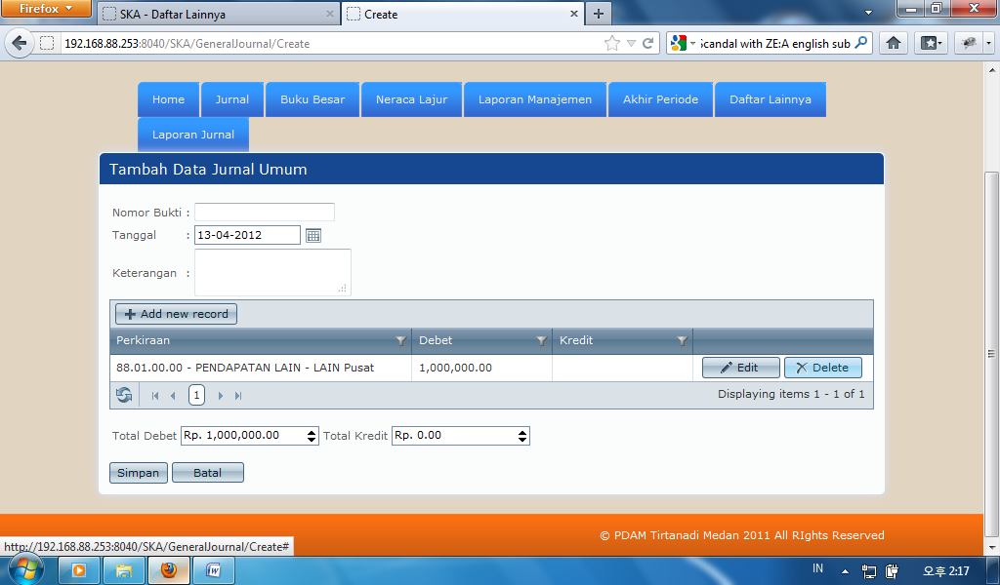 Firefox
SKA - Daftar Lainnya
Create
192.168.88.253:8040/SKA/GeneralJournal/Create
scandal with ZE:A english sub
Home
Jurnal
Buku Besar
Neraca Lajur
Laporan Manajemen
Akhir Periode
Daftar Lainnya
Laporan Jurnal
Tambah Data Jurnal Umum
Nomor Bukti :
Tanggal : 13-04-2012
Keterangan :
Add new record
Perkiraan Debet Kredit
88.01.00.00 - PENDAPATAN LAIN - LAIN Pusat 1,000,000.00 Edit Delete
1 Displaying items 1 - 1 of 1
Total Debet Rp. 1,000,000.00 Total Kredit Rp. 0.00
Simpan Batal
© PDAM Tirtanadi Medan 2011 All RIghts Reserved
http://192.168.88.253:8040/SKA/GeneralJournal/Create#
IN 오후 2:17